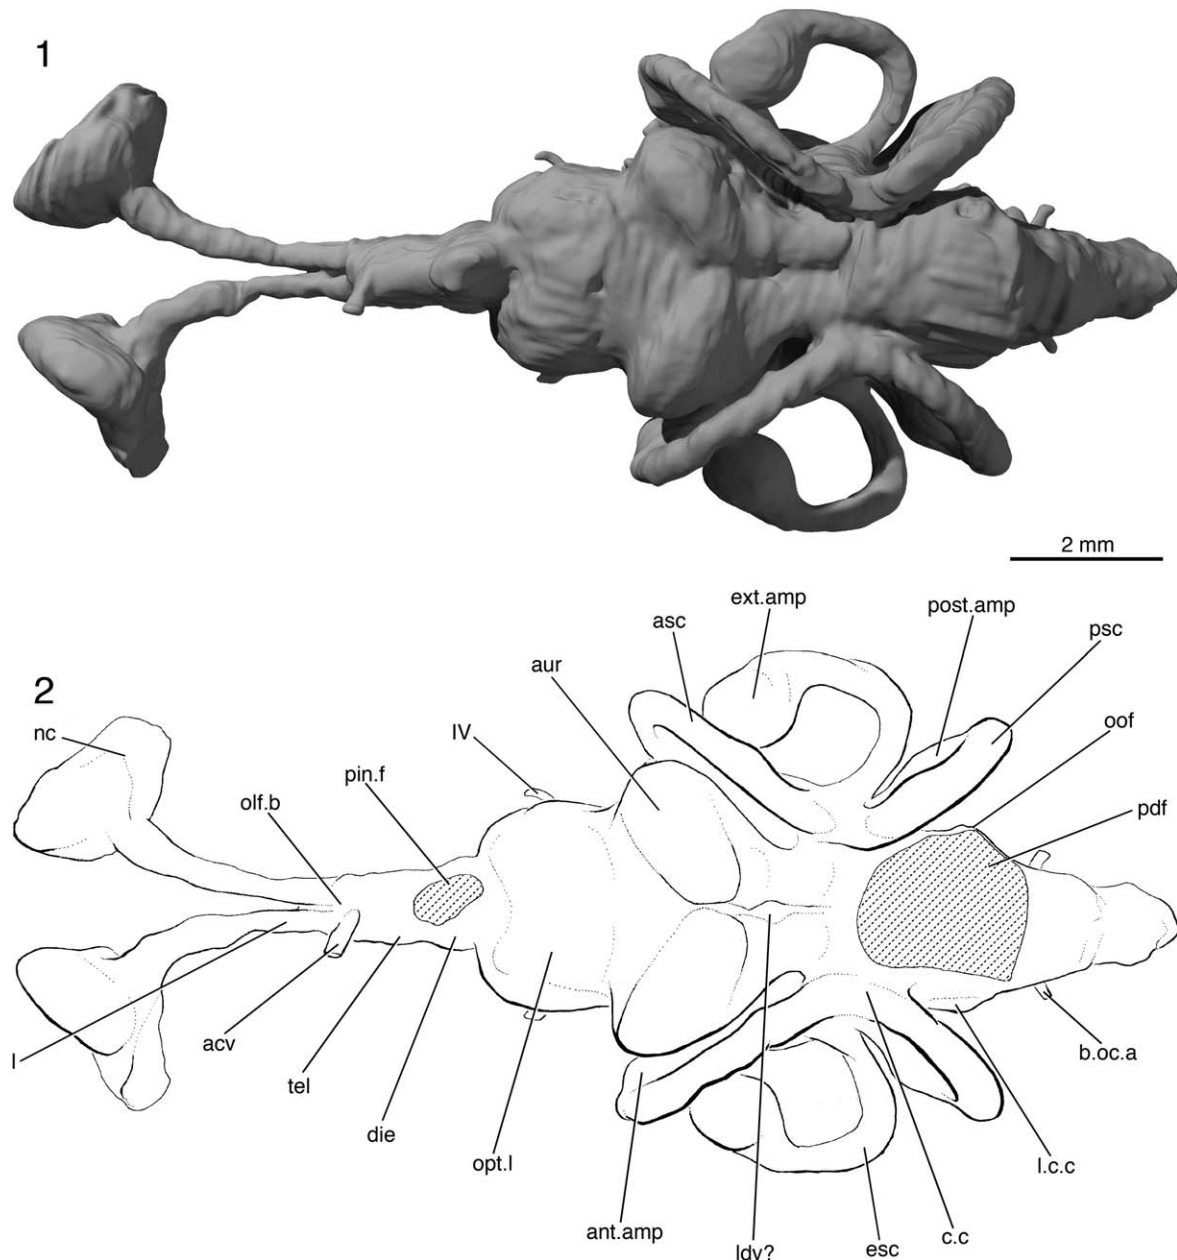 1
2 mm
2
ext.amp
post.amp
asc
psc
aur
oof
nc
IV
pdf
pin.f
olf.b
I
acv
b.oc.a
tel
die
opt.l
l.c.c
ant.amp
c.c
ldv?
esc